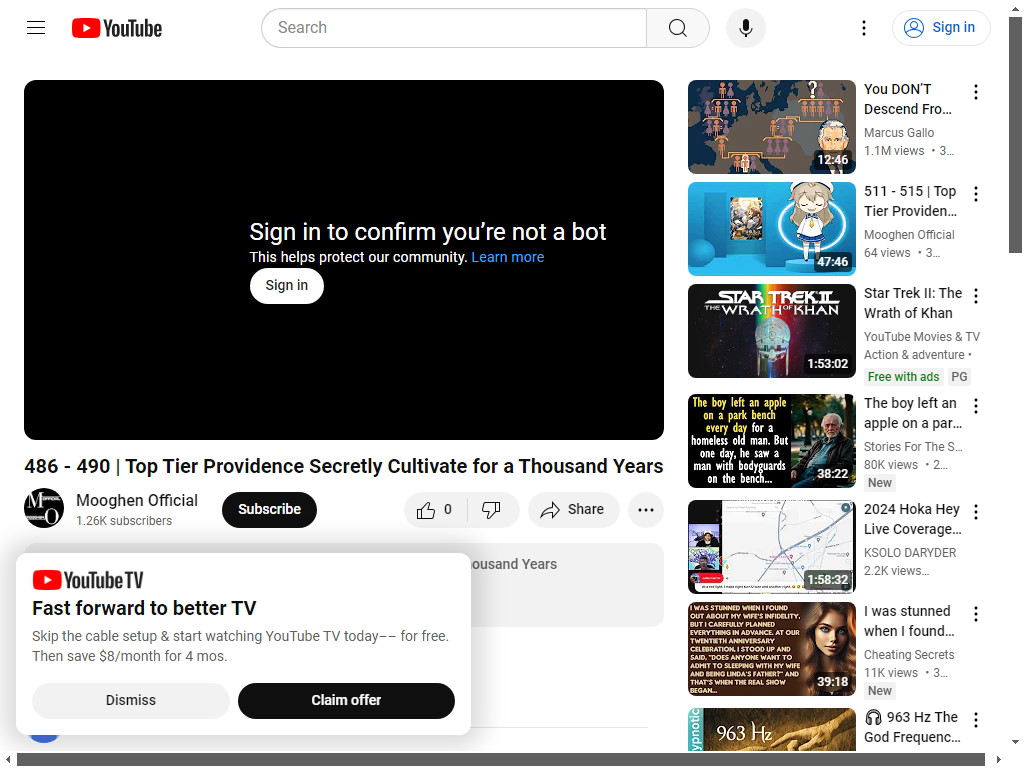 YouTube
Search
Sign in
Sign in to confirm you’re not a bot
This helps protect our community. Learn more
Sign in
486 - 490 | Top Tier Providence Secretly Cultivate for a Thousand Years
Mooghen Official
1.26K subscribers
Subscribe
0
Share
ousand Years
YouTube TV
Fast forward to better TV
Skip the cable setup & start watching YouTube TV today–– for free.
Then save $8/month for 4 mos.
Dismiss
Claim offer
?
12:46
You DON’T
Descend Fro…
Marcus Gallo
1.1M views • 3…
47:46
511 - 515 | Top
Tier Providen…
Mooghen Official
64 views • 3…
STAR TREK II
THE WRATH OF KHAN
1:53:02
Star Trek II: The
Wrath of Khan
YouTube Movies & TV
Action & adventure •
Free with ads PG
The boy left an apple
on a park bench
every day for a
homeless old man. But
one day, he saw a
man with bodyguards
on the bench...
38:22
The boy left an
apple on a par…
Stories For The S…
80K views • 2…
New
1:58:32
2024 Hoka Hey
Live Coverage…
KSOLO DARYDER
2.2K views…
I WAS STUNNED WHEN I FOUND
OUT ABOUT MY WIFE'S INFIDELITY.
BUT I CAREFULLY PLANNED
EVERYTHING IN ADVANCE. AT OUR
TWENTIETH ANNIVERSARY
CELEBRATION, I STOOD UP AND
SAID, "DOES ANYONE WANT TO
ADMIT TO SLEEPING WITH MY WIFE
AND BEING LINDA'S FATHER?" AND
THAT'S WHEN THE REAL SHOW
BEGAN...
39:18
I was stunned
when I found…
Cheating Secrets
11K views • 3…
New
ypnotic
963 Hz
🎧 963 Hz The
God Frequenc…